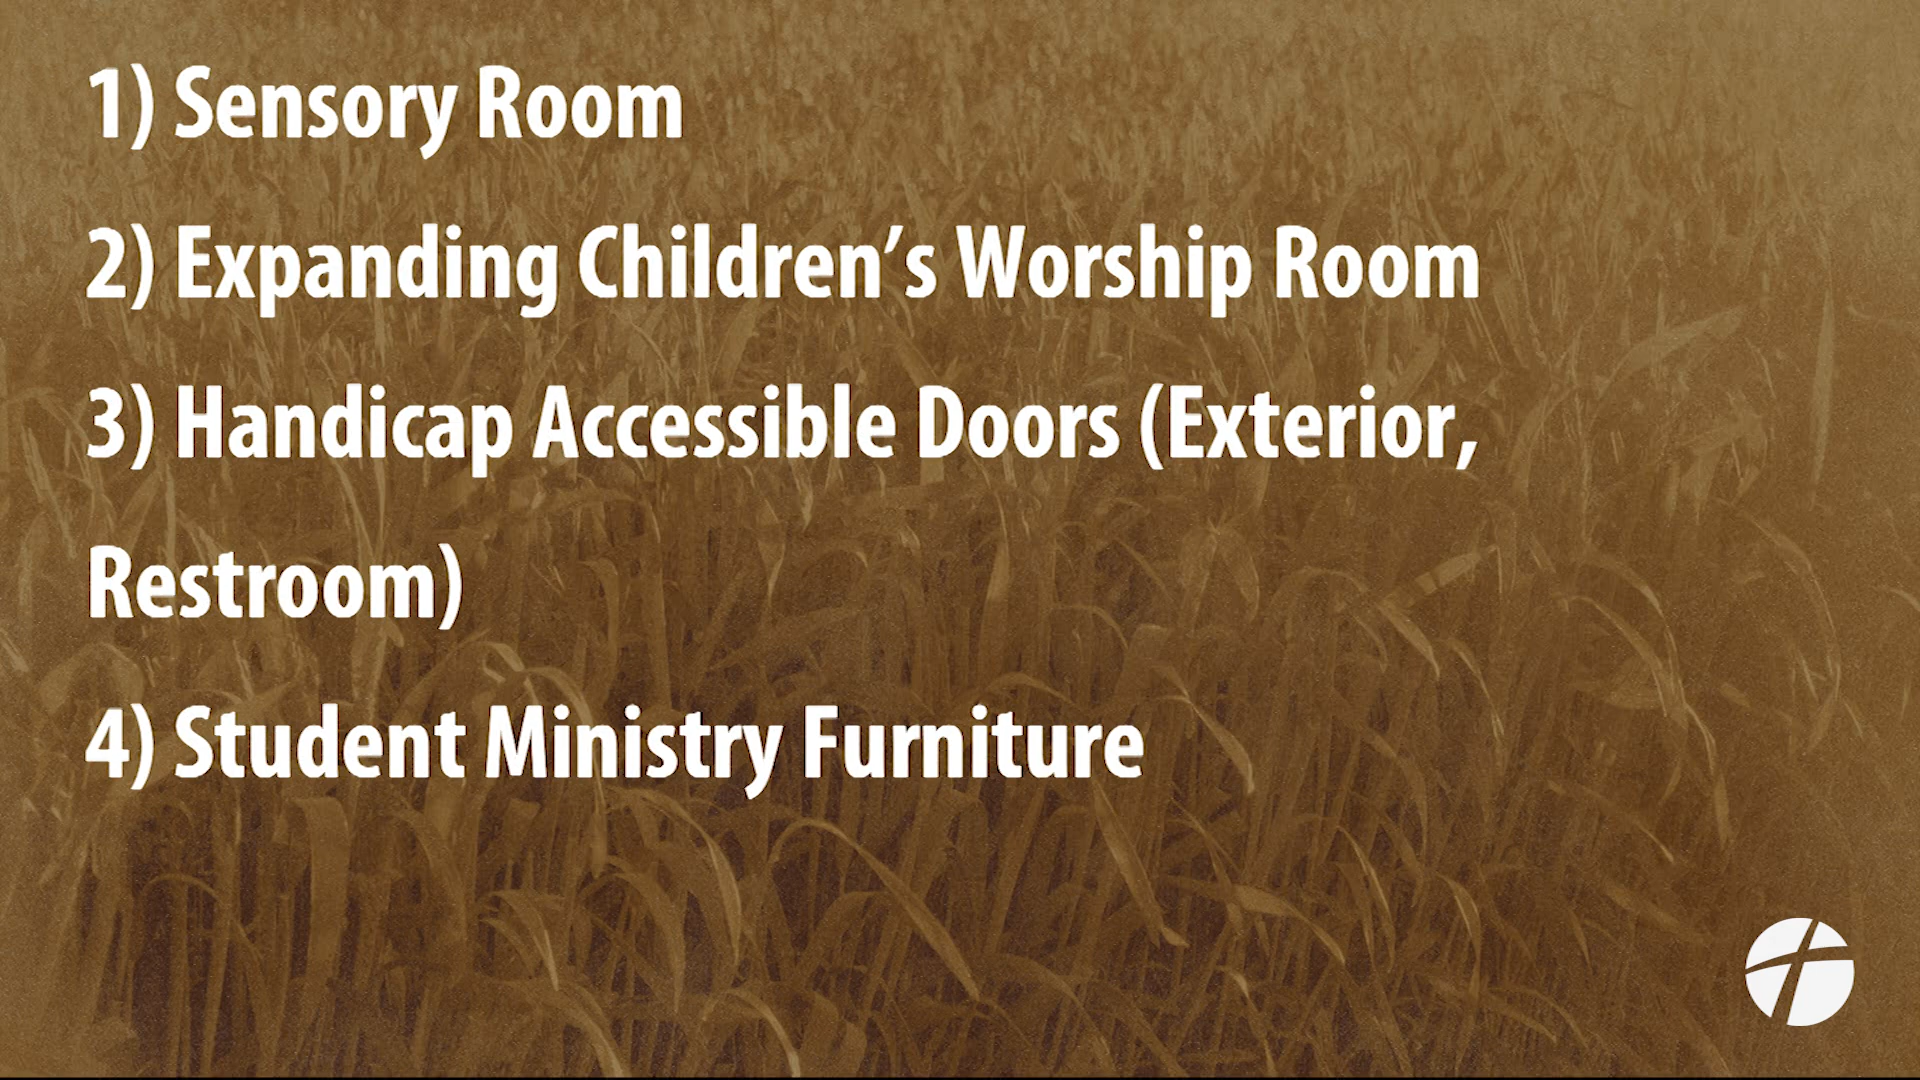 1) Sensory Room
2) Expanding Children’s Worship Room
3) Handicap Accessible Doors (Exterior,
Restroom)
4) Student Ministry Furniture